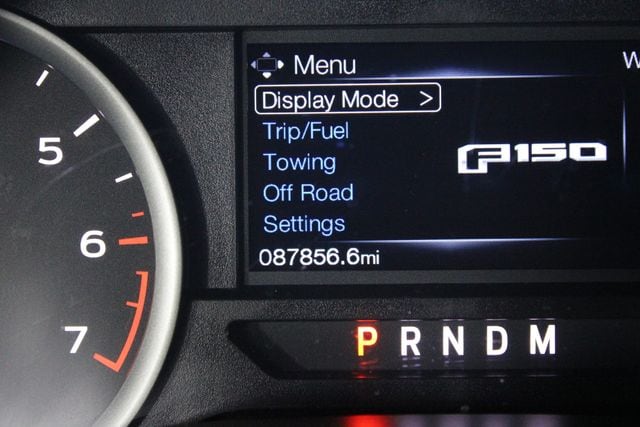 Menu
W
Display Mode >
Trip/Fuel
Towing
Off Road
Settings
F150
087856.6mi
5
6
7
P R N D M